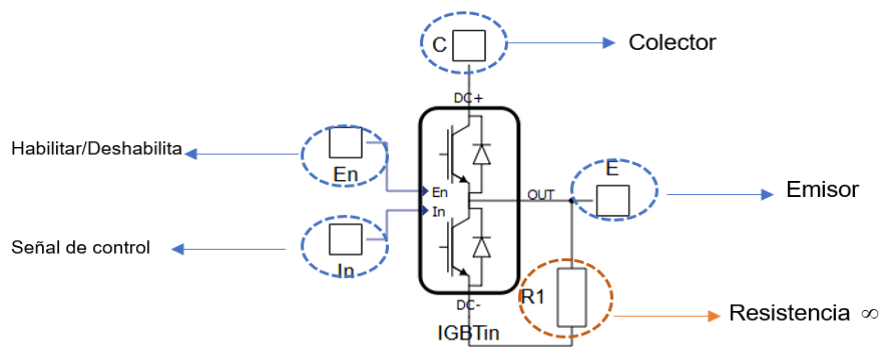 C
Colector
DC+
Habilitar/Deshabilita
En
En
In
E
OUT
Emisor
Señal de control
In
DC-
R1
IGBTin
Resistencia ∞